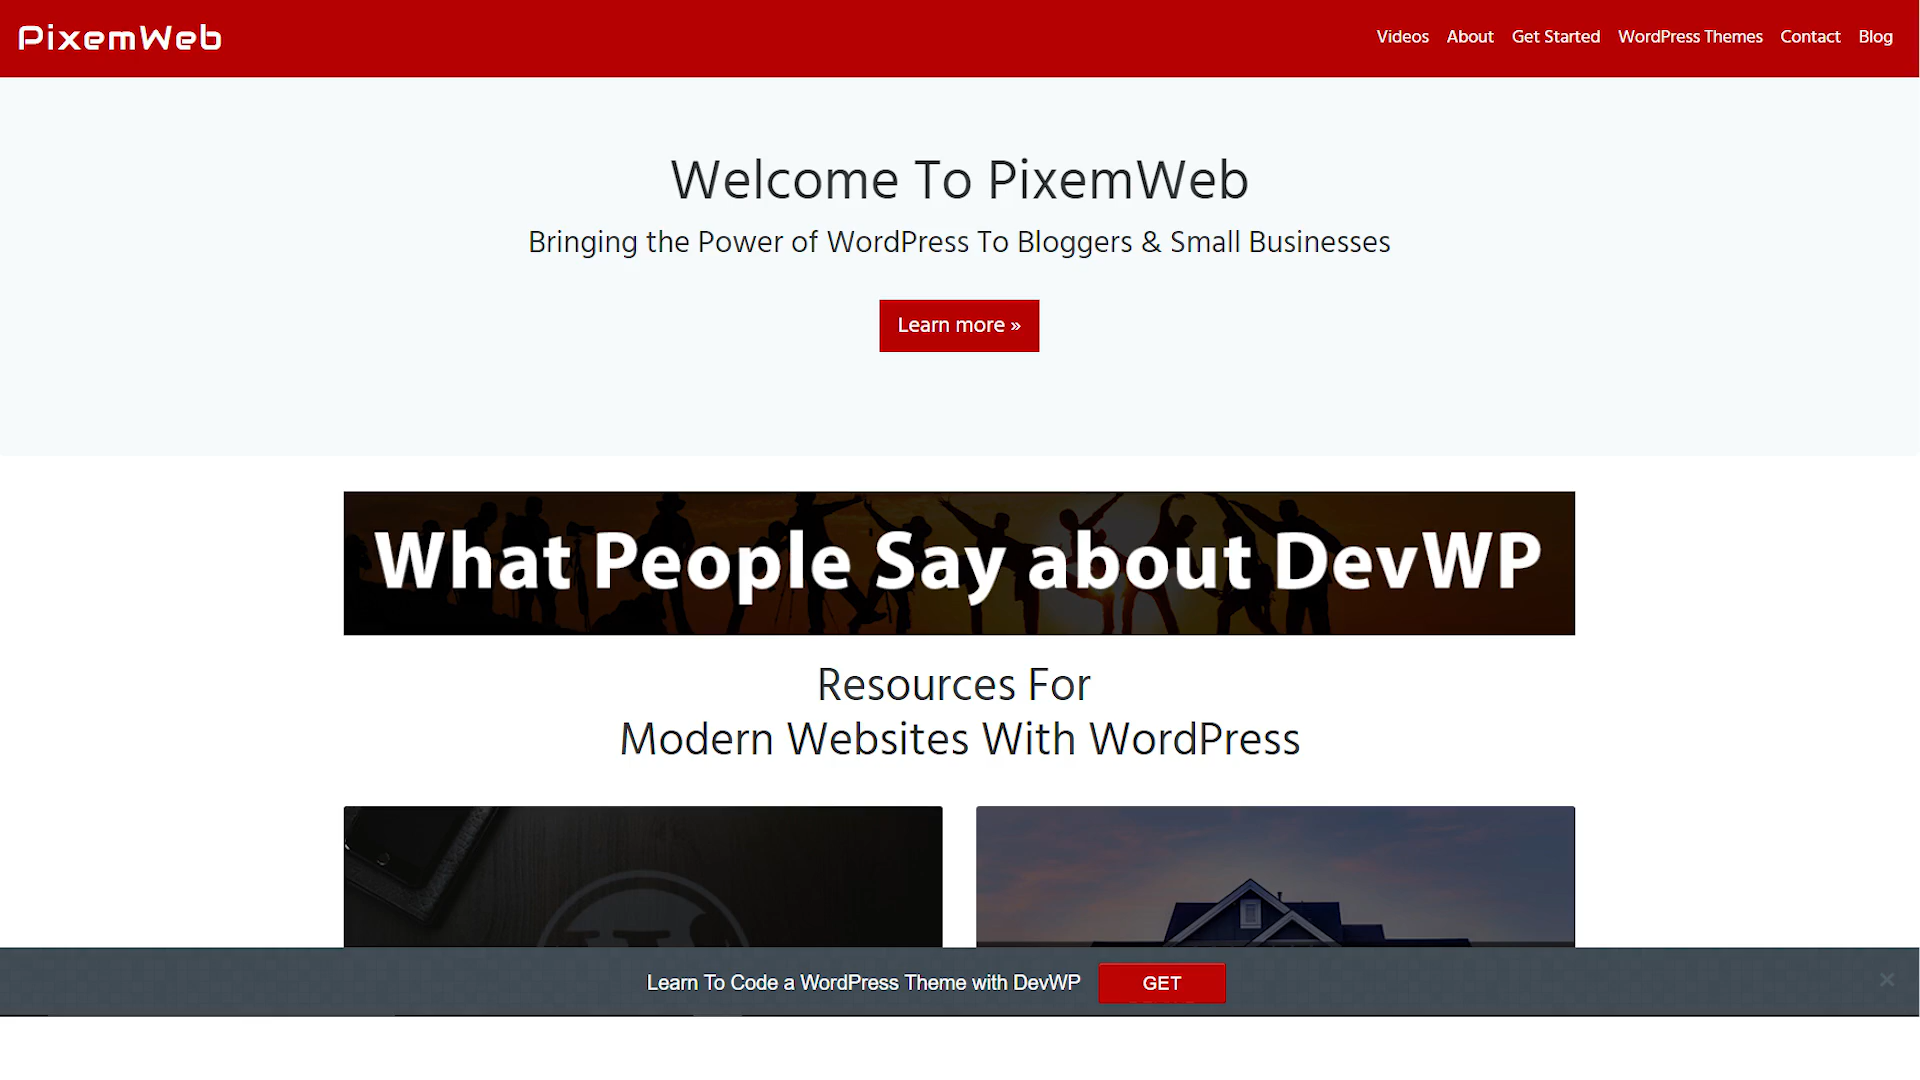 PixemWeb
Videos About Get Started WordPress Themes Contact Blog
Welcome To PixemWeb
Bringing the Power of WordPress To Bloggers & Small Businesses
Learn more »
What People Say about DevWP
Resources For
Modern Websites With WordPress
Learn To Code a WordPress Theme with DevWP GET ×